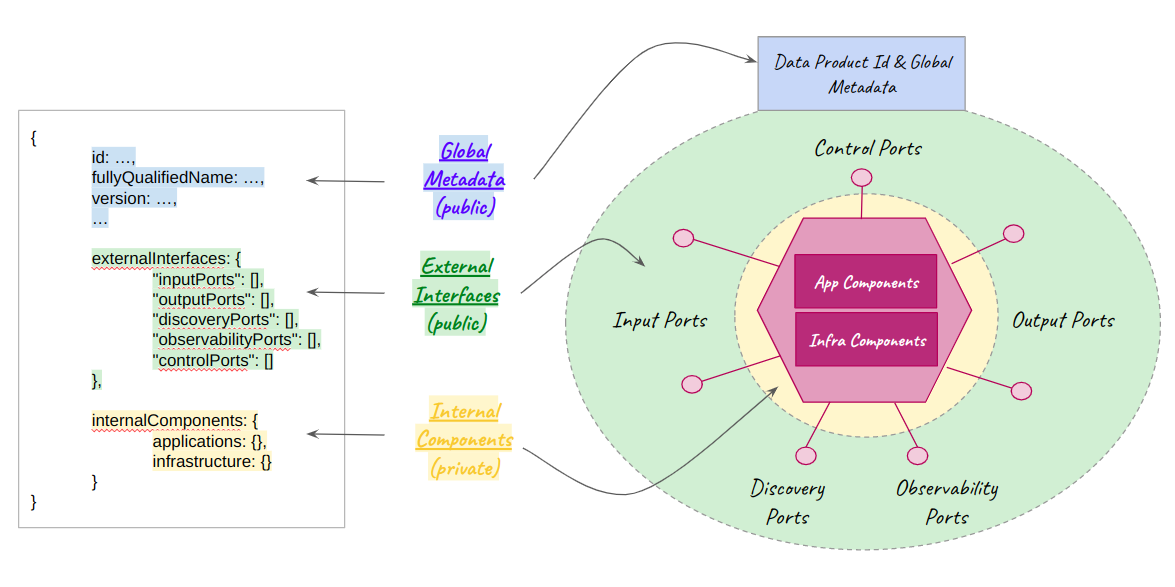 {
id: …,
fullyQualifiedName: …,
version: …,
…
externalInterfaces: {
"inputPorts": [],
"outputPorts": [],
"discoveryPorts": [],
"observabilityPorts": [],
"controlPorts": []
},
internalComponents: {
applications: {},
infrastructure: {}
}
}
Global
Metadata
(public)
External
Interfaces
(public)
Internal
Components
(private)
Data Product Id & Global
Metadata
Control Ports
App Components
Input Ports
Output Ports
Infra Components
Discovery
Ports
Observability
Ports